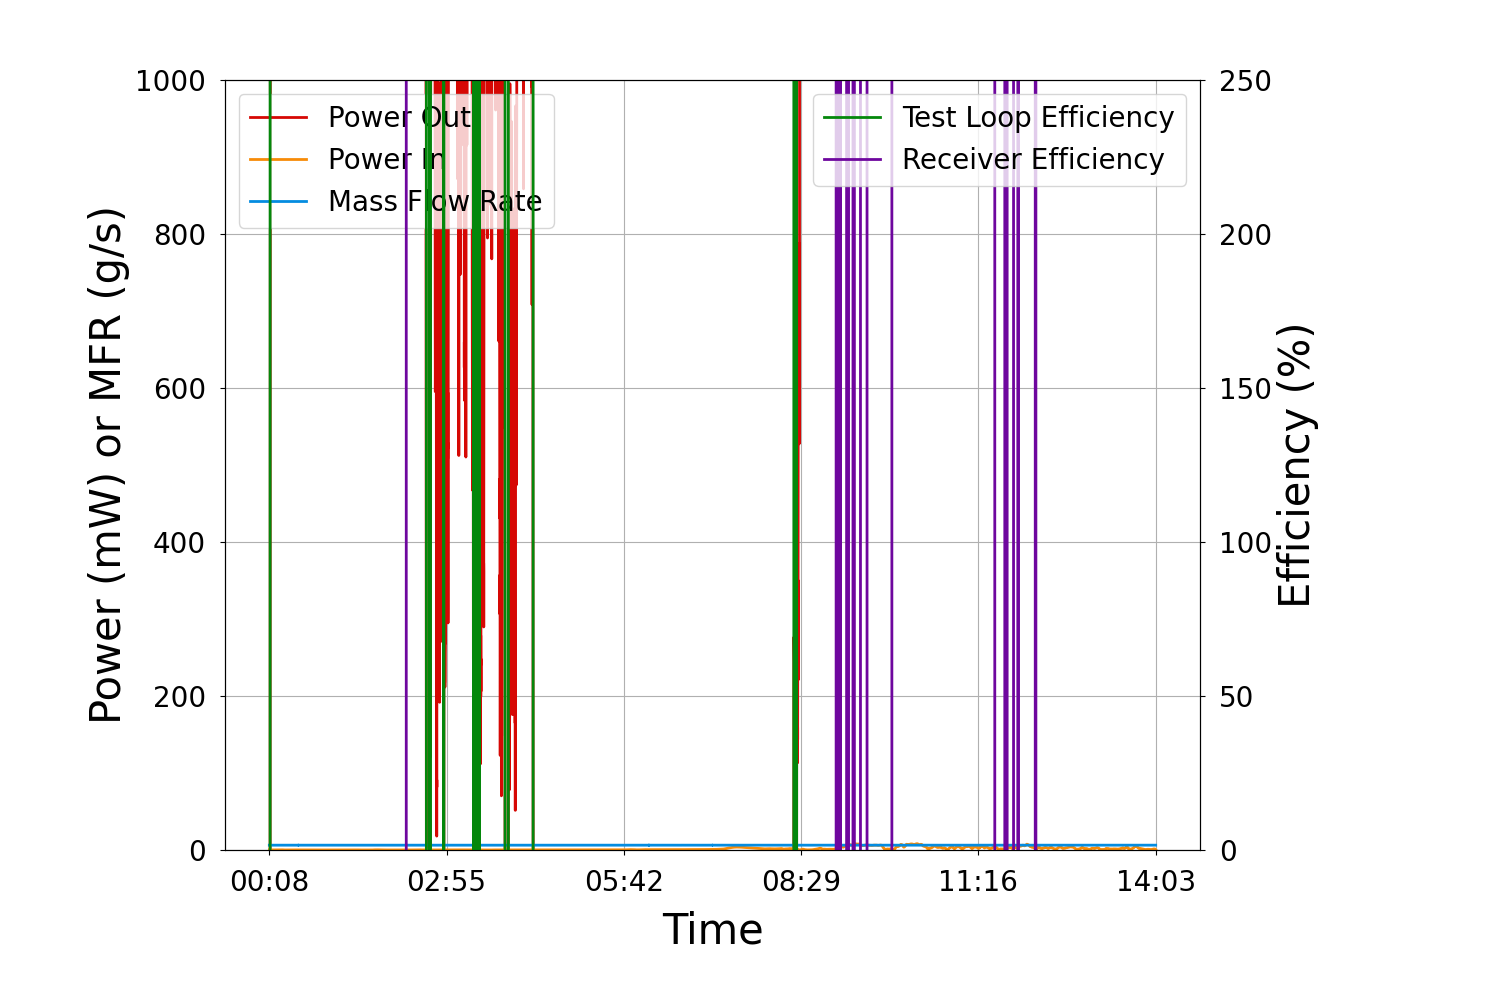 1000
800
600
400
200
0
Power (mW) or MFR (g/s)
Power Out
Power In
Mass Flow Rate
Test Loop Efficiency
Receiver Efficiency
250
200
150
100
50
0
Efficiency (%)
00:08 02:55 05:42 08:29 11:16 14:03
Time